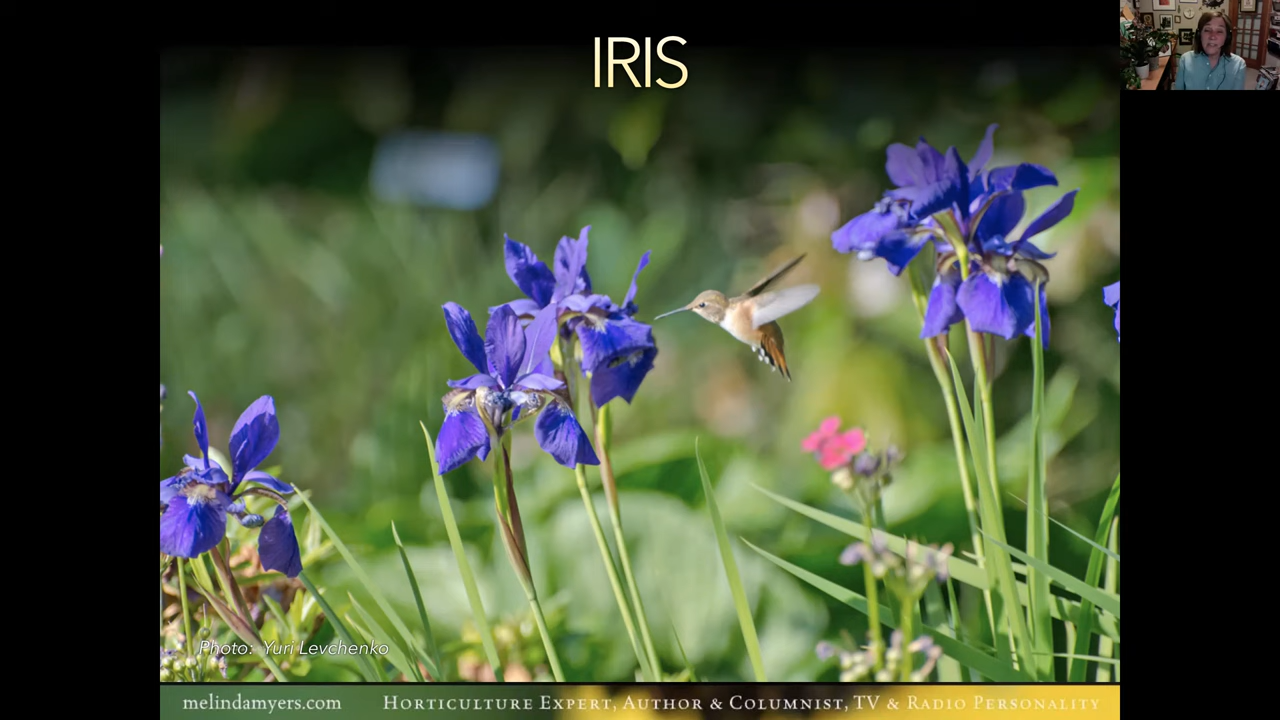 IRIS
Photo: Yuri Levchenko
melindamyers.com HORTICULTURE EXPERT, AUTHOR & COLUMNIST, TV & RADIO PERSONALITY